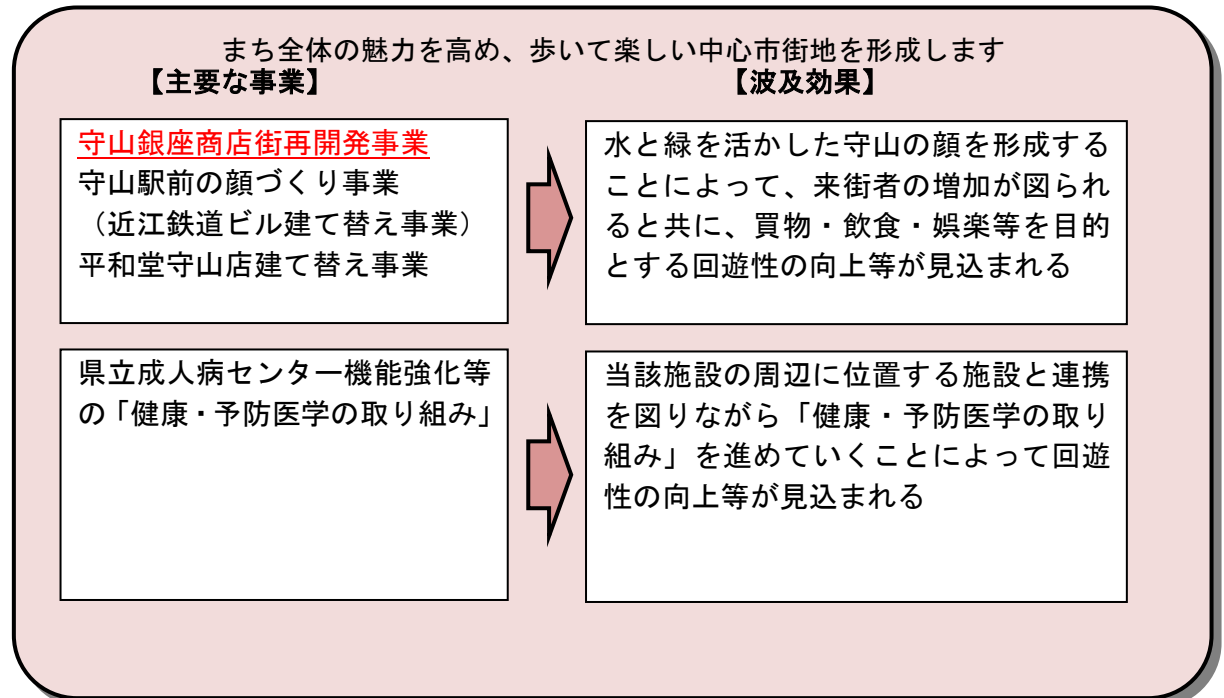 まち全体の魅力を高め、歩いて楽しい中心市街地を形成します
【主要な事業】
【波及効果】
守山銀座商店街再開発事業
守山駅前の顔づくり事業
（近江鉄道ビル建て替え事業）
平和堂守山店建て替え事業
水と緑を活かした守山の顔を形成する
ことによって、来街者の増加が図られ
ると共に、買物・飲食・娯楽等を目的
とする回遊性の向上等が見込まれる
県立成人病センター機能強化等
の「健康・予防医学の取り組み」
当該施設の周辺に位置する施設と連携
を図りながら「健康・予防医学の取り
組み」を進めていくことによって回遊
性の向上等が見込まれる